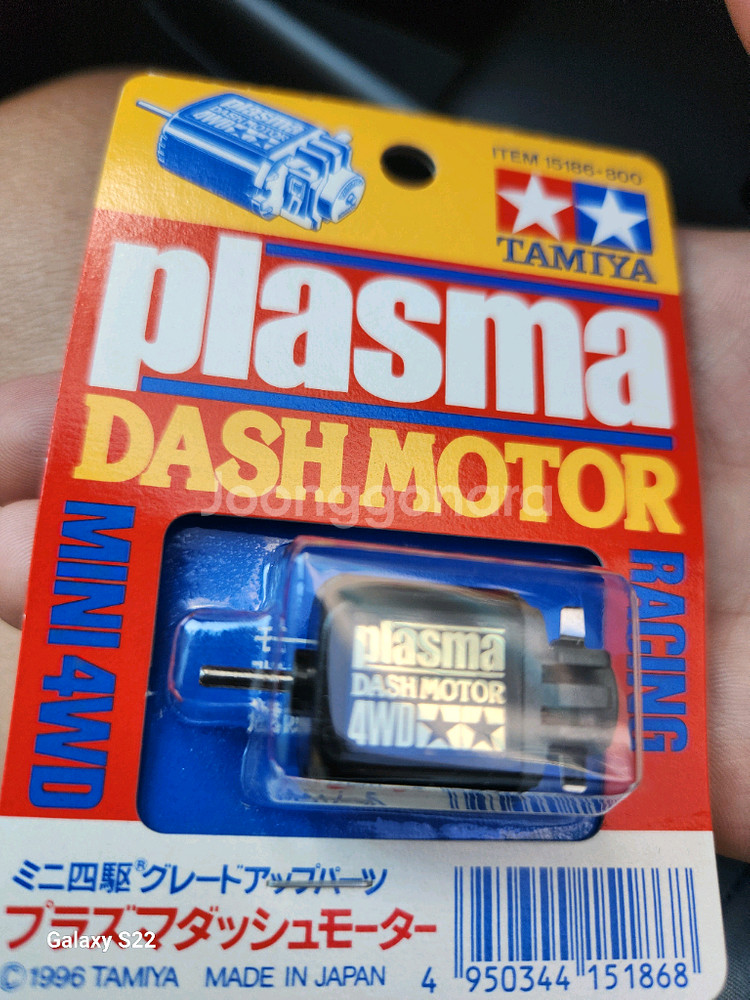 plasma
DASH MOTOR
4WD
ITEM 15186-800
TAMIYA
plasma
DASH MOTOR
Joonggonara
MINI 4WD
RACING
plasma
DASH MOTOR
4WD
ミニ四駆®グレードアップパーツ
プラズマダッシュモーター
Galaxy S22
©1996 TAMIYA MADE IN JAPAN
4 950344 151868